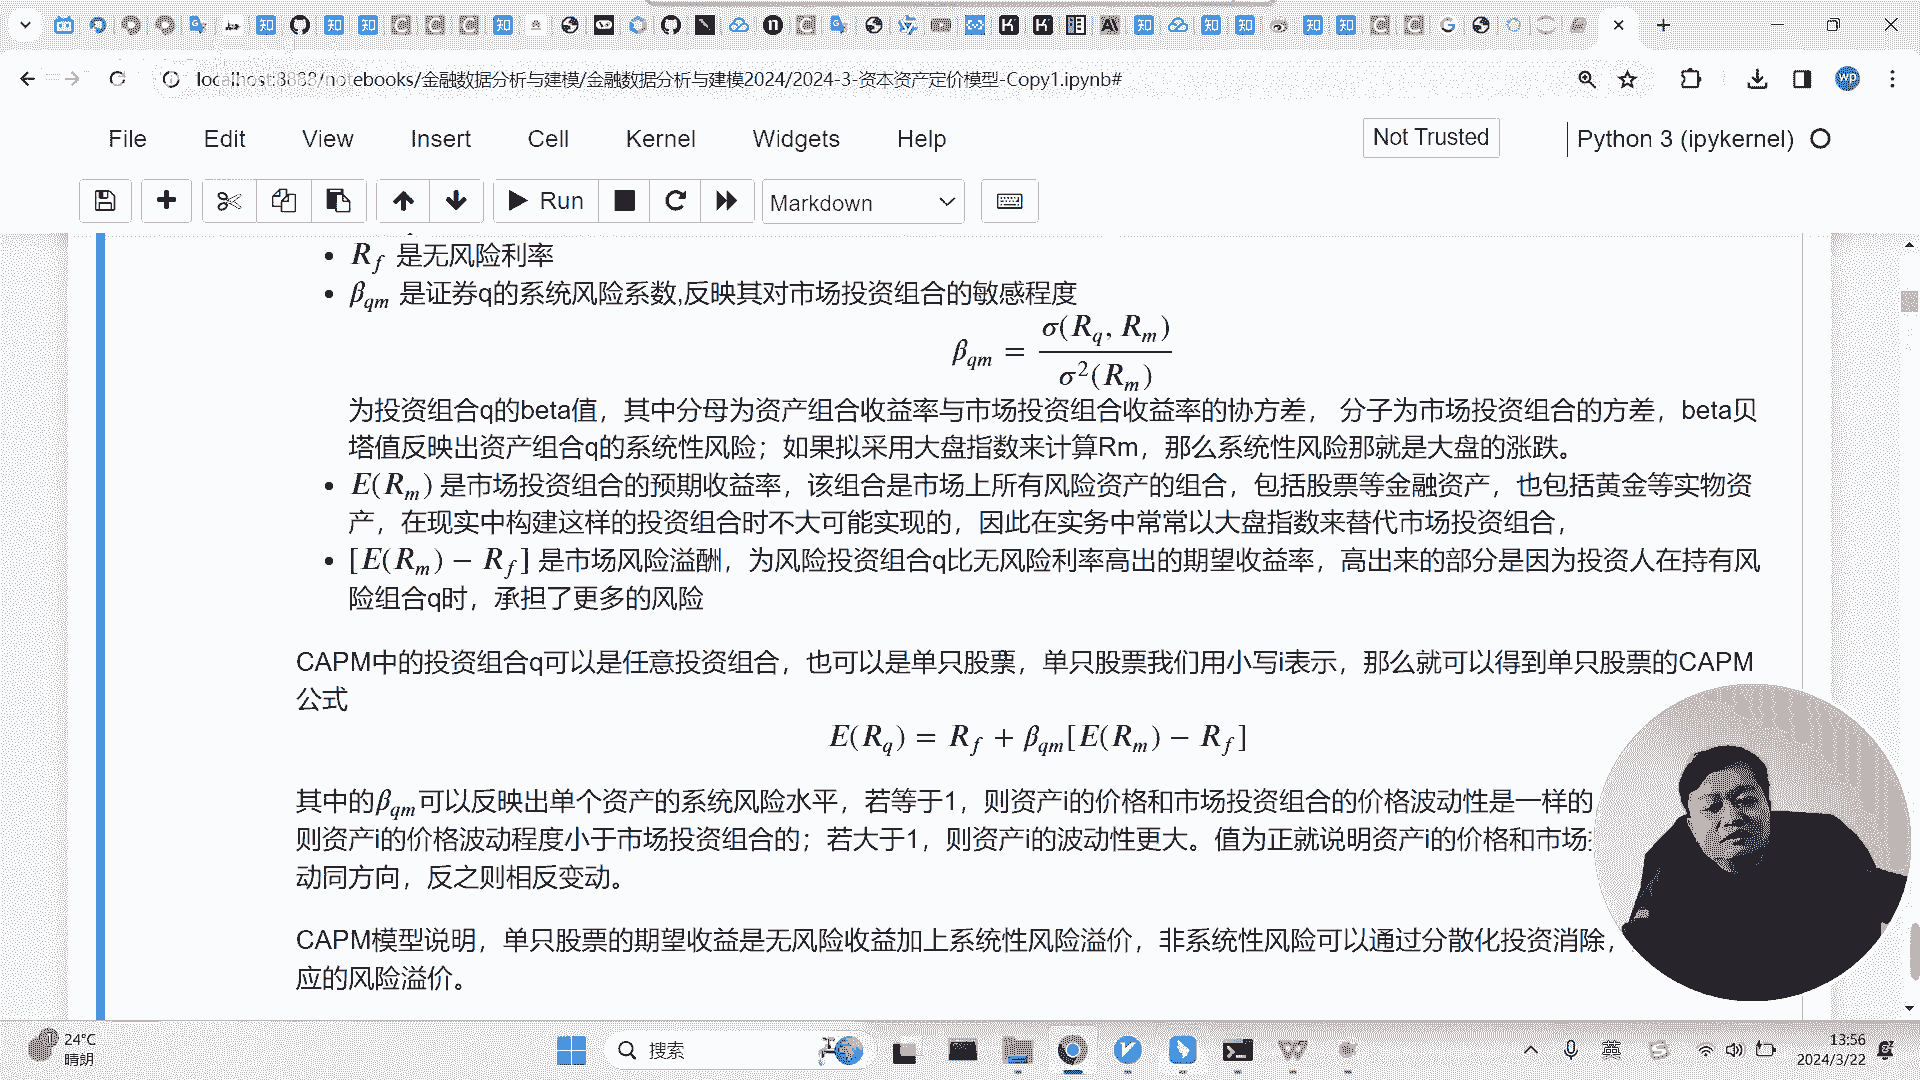 localhost:8888/notebooks/金融数据分析与建模/金融数据分析与建模2024/2024-3-资本资产定价模型-Copy1.ipynb#
wp
File Edit View Insert Cell Kernel Widgets Help Not Trusted Python 3 (ipykernel)
Run Markdown
• R_f 是无风险利率
• β_qm 是证券q的系统风险系数,反映其对市场投资组合的敏感程度
β_qm = σ(R_q, R_m) / σ²(R_m)
为投资组合q的beta值，其中分母为资产组合收益率与市场投资组合收益率的协方差， 分子为市场投资组合的方差，beta贝
塔值反映出资产组合q的系统性风险；如果拟采用大盘指数来计算Rm，那么系统性风险那就是大盘的涨跌。
• E(R_m) 是市场投资组合的预期收益率，该组合是市场上所有风险资产的组合，包括股票等金融资产，也包括黄金等实物资
产，在现实中构建这样的投资组合时不大可能实现的，因此在实务中常常以大盘指数来替代市场投资组合，
• [E(R_m) − R_f] 是市场风险溢酬，为风险投资组合q比无风险利率高出的期望收益率，高出来的部分是因为投资人在持有风
险组合q时，承担了更多的风险
CAPM中的投资组合q可以是任意投资组合，也可以是单只股票，单只股票我们用小写i表示，那么就可以得到单只股票的CAPM
公式
E(R_q) = R_f + β_qm[E(R_m) − R_f]
其中的β_qm可以反映出单个资产的系统风险水平，若等于1，则资产i的价格和市场投资组合的价格波动性是一样的
则资产i的价格波动程度小于市场投资组合的；若大于1，则资产i的波动性更大。值为正就说明资产i的价格和市场
动同方向，反之则相反变动。
CAPM模型说明，单只股票的期望收益是无风险收益加上系统性风险溢价，非系统性风险可以通过分散化投资消除，
应的风险溢价。
24°C
晴朗
搜索
英
13:56
2024/3/22